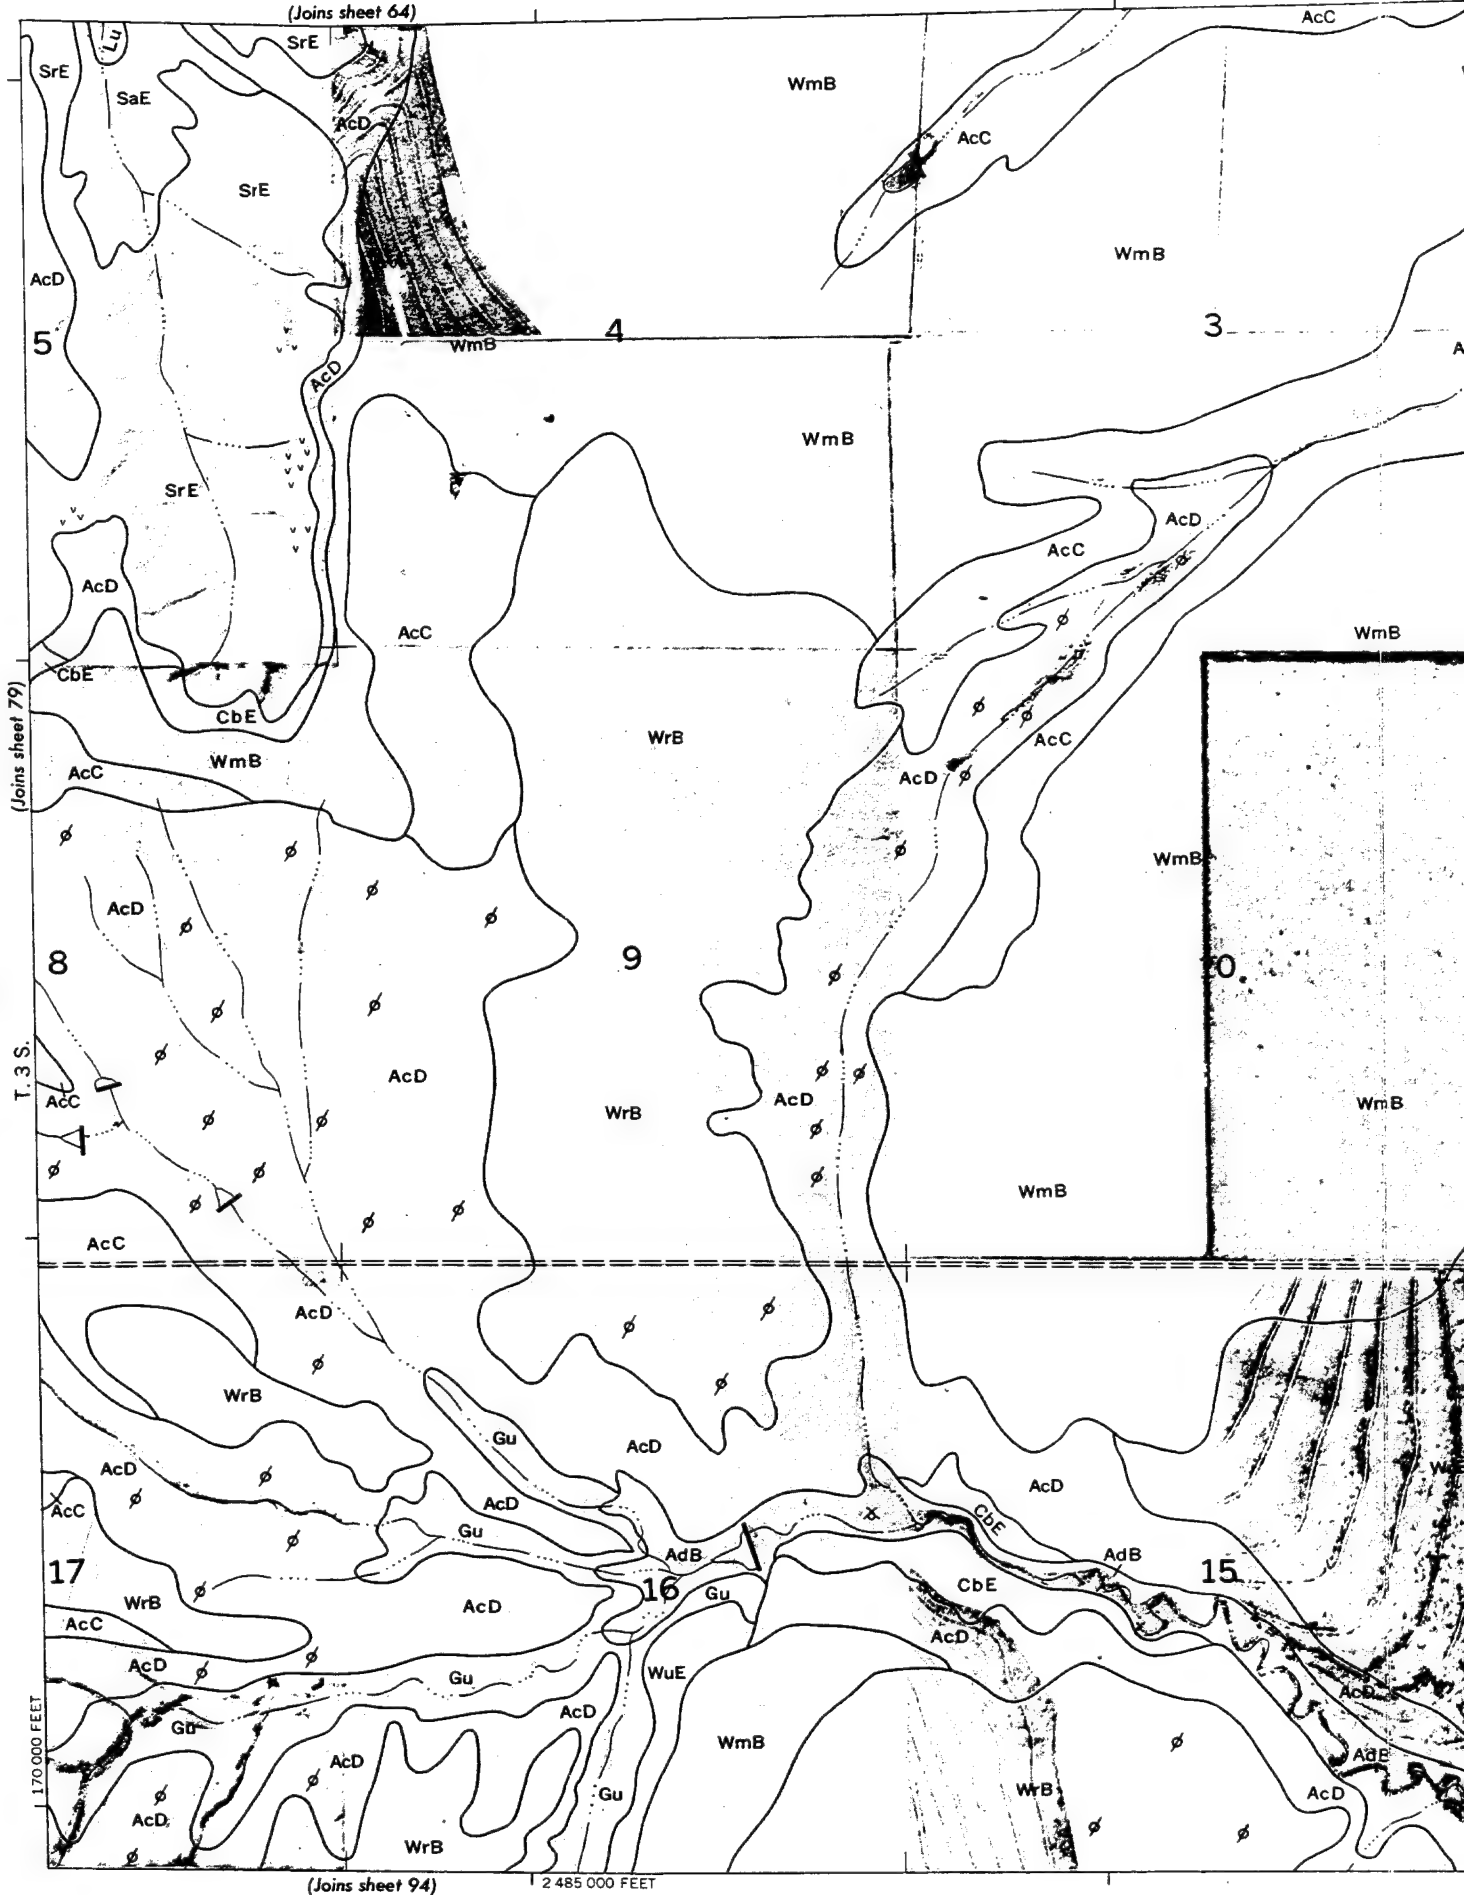 (Joins sheet 64)
AcC
Lu
SrE
SrE
SaE
WmB
AcD
AcC
SrE
WmB
AcD
5
4
3
WmB
AcD
WmB
SrE
AcD
AcC
AcD
AcC
WmB
CbE
(Joins sheet 79)
CbE
WrB
AcC
WmB
AcC
AcD
WmB
AcD
8
9
10
T. 3 S.
AcC
AcD
AcD
WrB
WmB
WmB
AcC
AcD
WrB
Gu
AcD
AcD
AcD
AcC
AcD
Gu
CbE
AdB
AdB
17
16
15
CbE
Gu
WrB
AcD
AcC
AcD
AcD
Gu
WuE
AcD
AcD
Gu
WmB
AdB
170 000 FEET
AcD
Gu
WrB
AcD
AcD
WrB
(Joins sheet 94)
2 485 000 FEET